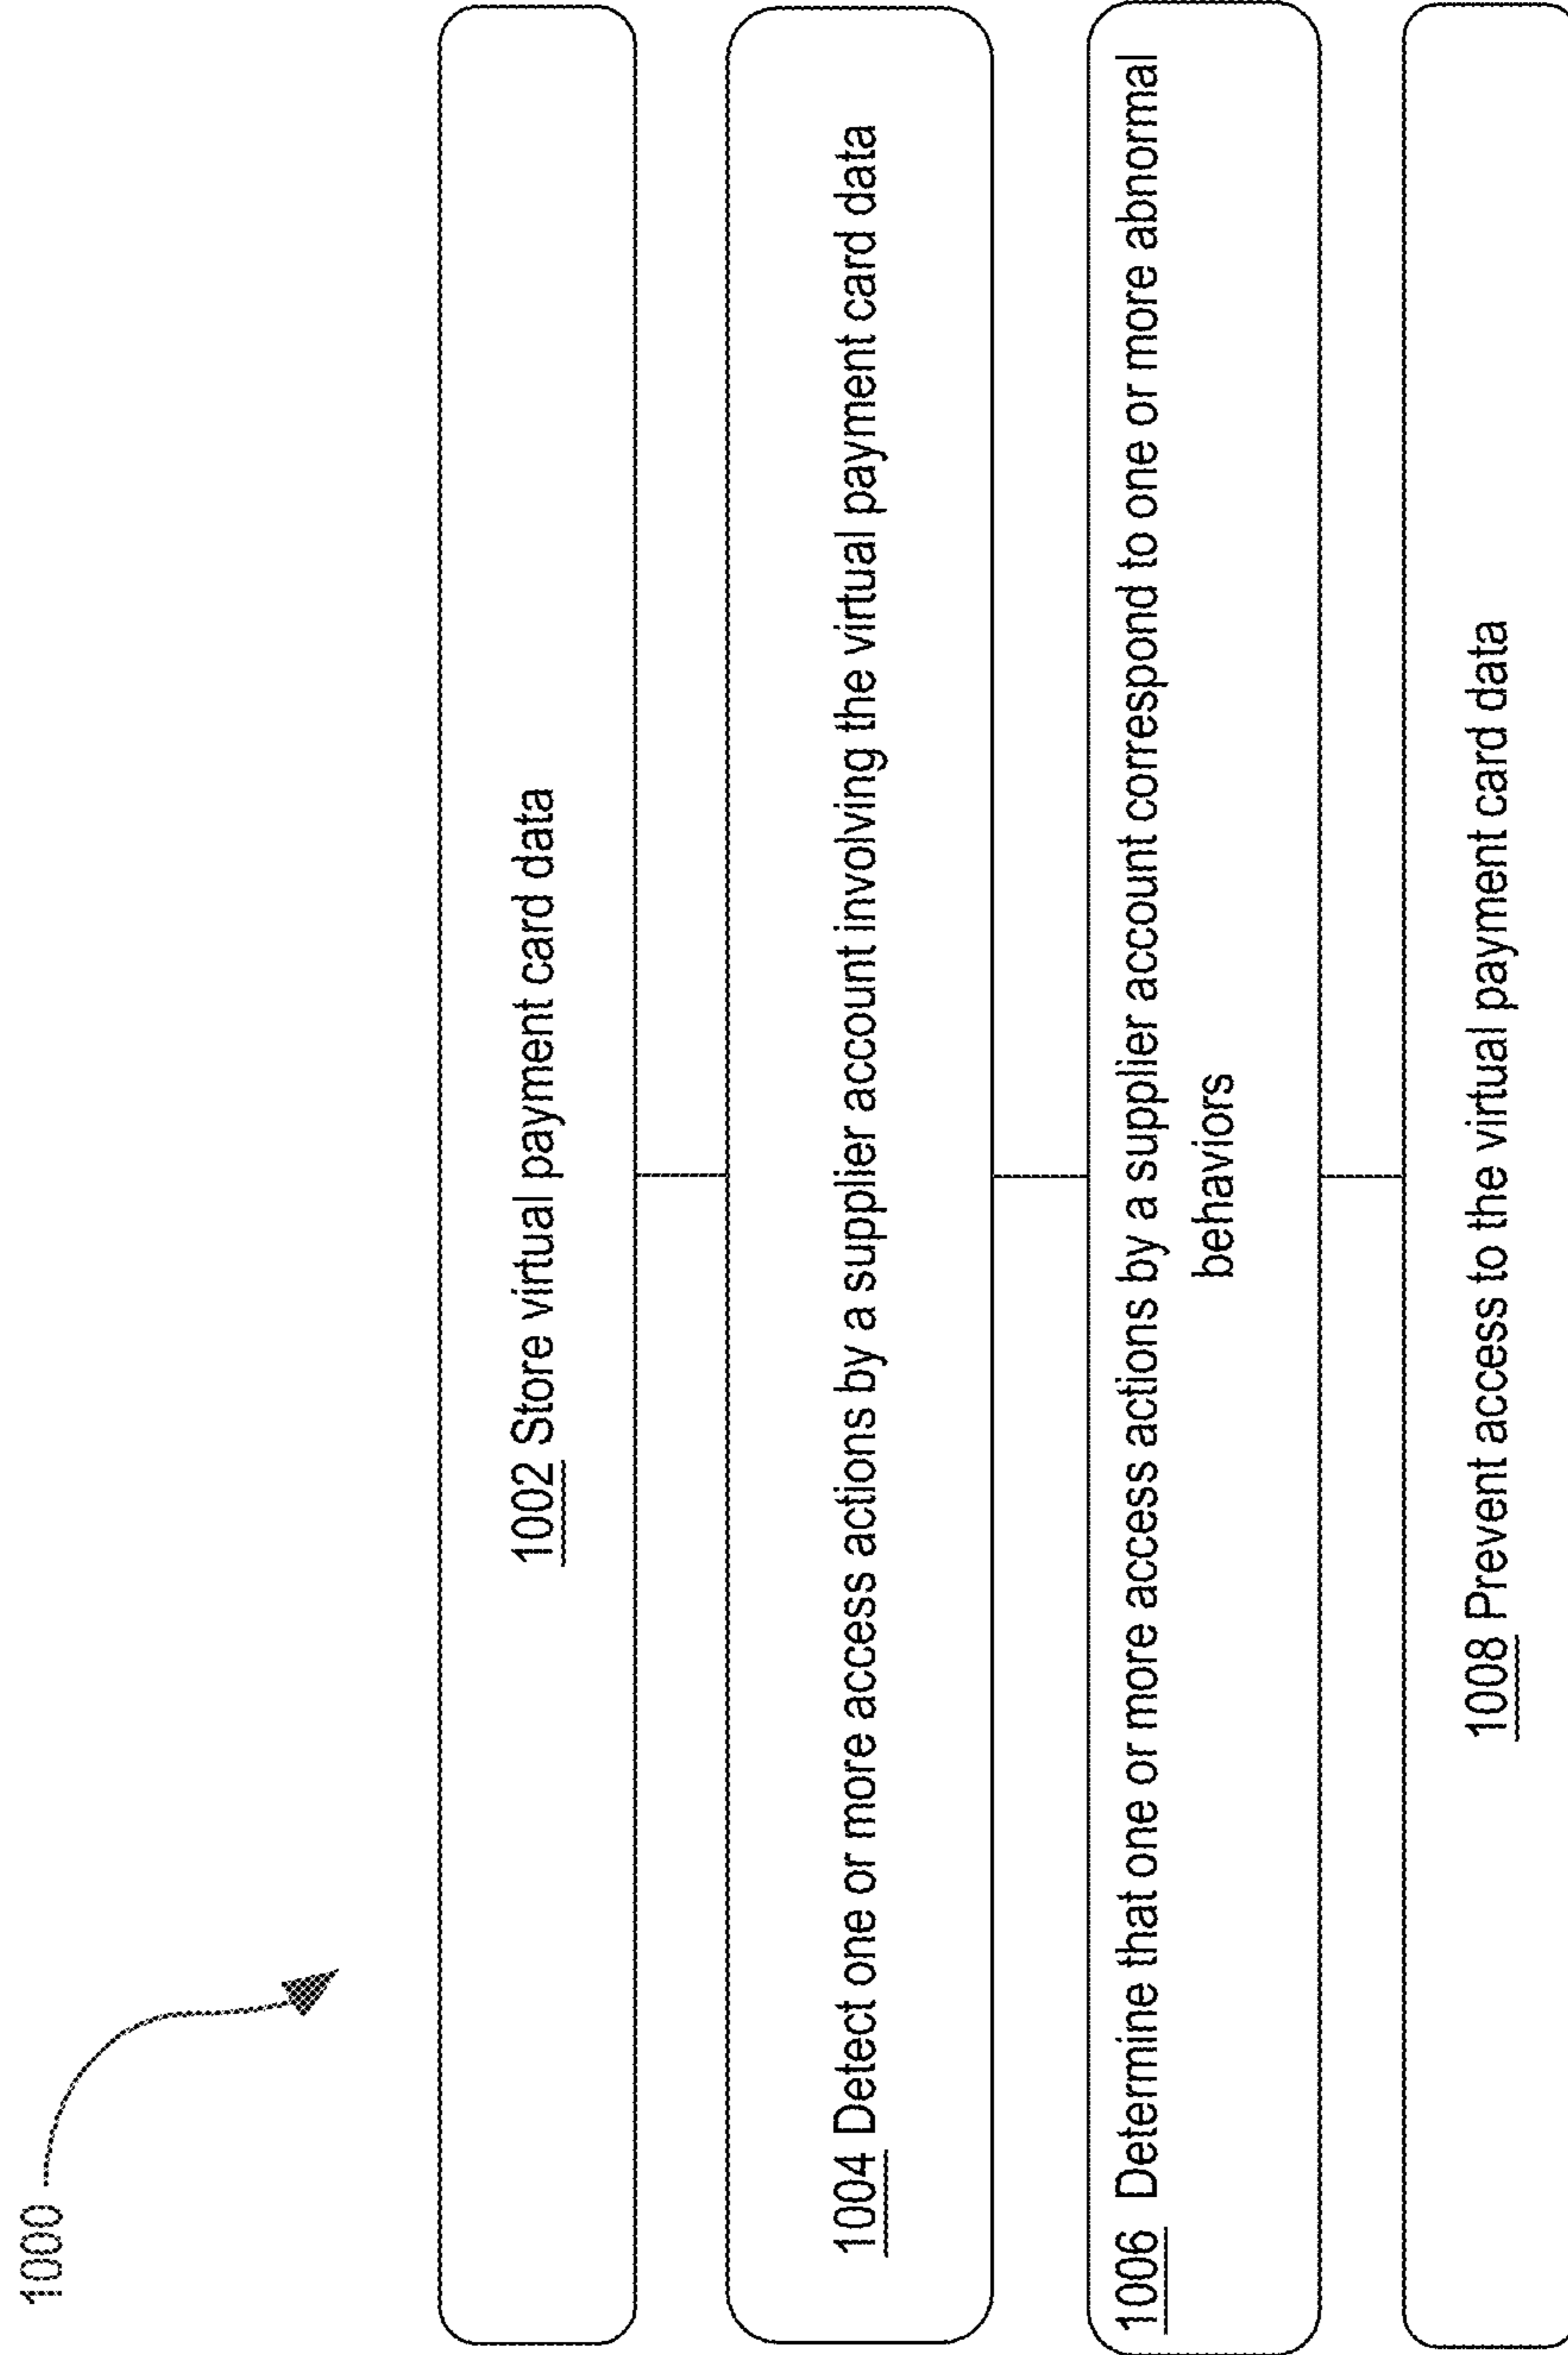 1000
1002 Store virtual payment card data
1004 Detect one or more access actions by a supplier account involving the virtual payment card data
1006 Determine that one or more access actions by a supplier account correspond to one or more abnormal
behaviors
1008 Prevent access to the virtual payment card data